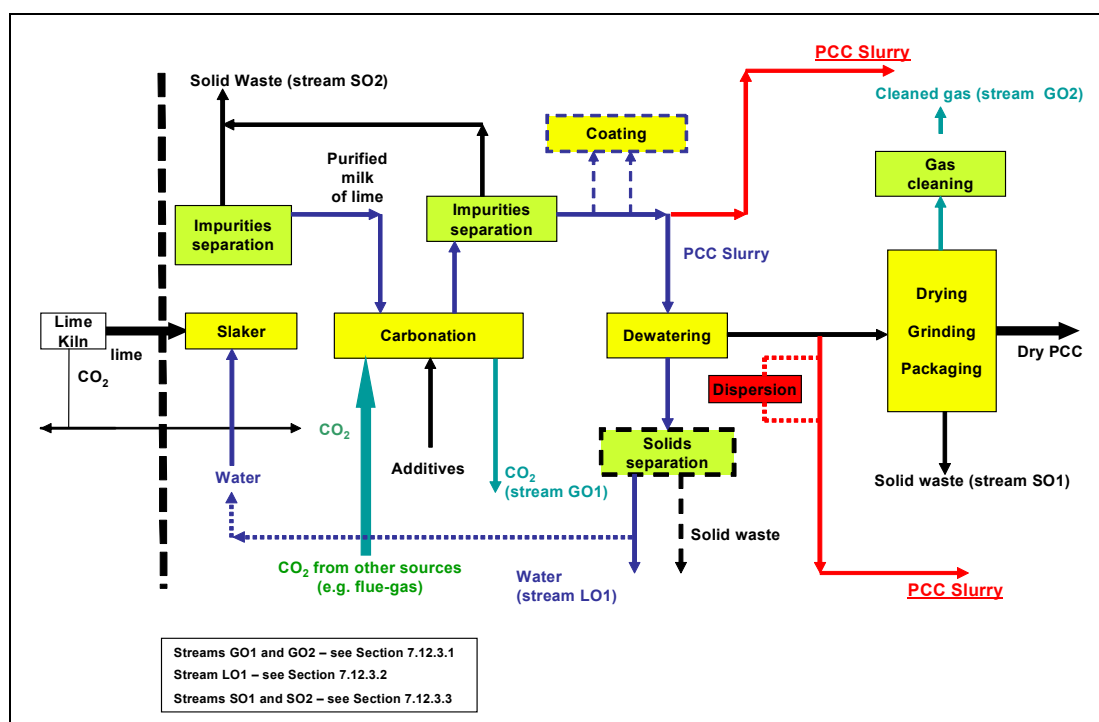 PCC Slurry
Solid Waste (stream SO2)
Cleaned gas (stream GO2)
Coating
Purified
milk
of lime
Gas
cleaning
Impurities
separation
Impurities
separation
PCC Slurry
Drying
Grinding
Packaging
Lime
Kiln
lime
CO2
Slaker
Carbonation
Dewatering
Dry PCC
Dispersion
CO2
Additives
Solids
separation
Water
CO2
(stream GO1)
Solid waste (stream SO1)
Solid waste
CO2 from other sources
(e.g. flue-gas)
Water
(stream LO1)
PCC Slurry
Streams GO1 and GO2 – see Section 7.12.3.1
Stream LO1 – see Section 7.12.3.2
Streams SO1 and SO2 – see Section 7.12.3.3